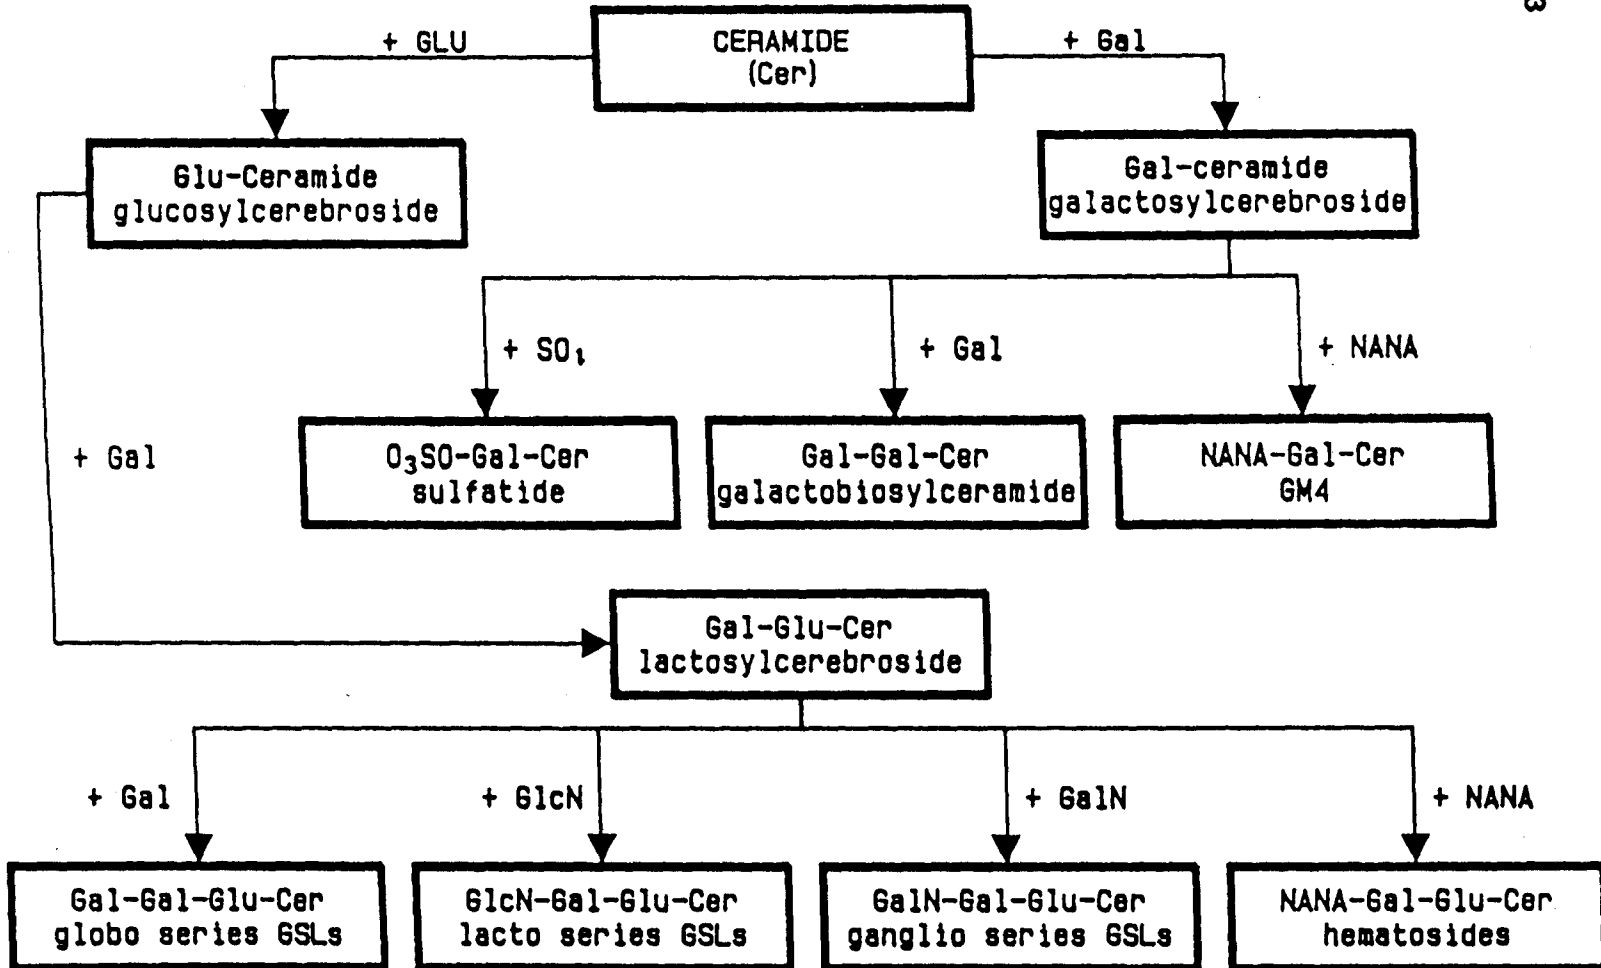 3
+ GLU
CERAMIDE
(Cer)
+ Gal
Glu-Ceramide
glucosylcerebroside
Gal-ceramide
galactosylcerebroside
+ SO₄
+ Gal
+ NANA
+ Gal
O₃SO-Gal-Cer
sulfatide
Gal-Gal-Cer
galactobiosylceramide
NANA-Gal-Cer
GM4
Gal-Glu-Cer
lactosylcerebroside
+ Gal
+ GlcN
+ GalN
+ NANA
Gal-Gal-Glu-Cer
globo series GSLs
GlcN-Gal-Glu-Cer
lacto series GSLs
GalN-Gal-Glu-Cer
ganglio series GSLs
NANA-Gal-Glu-Cer
hematosides